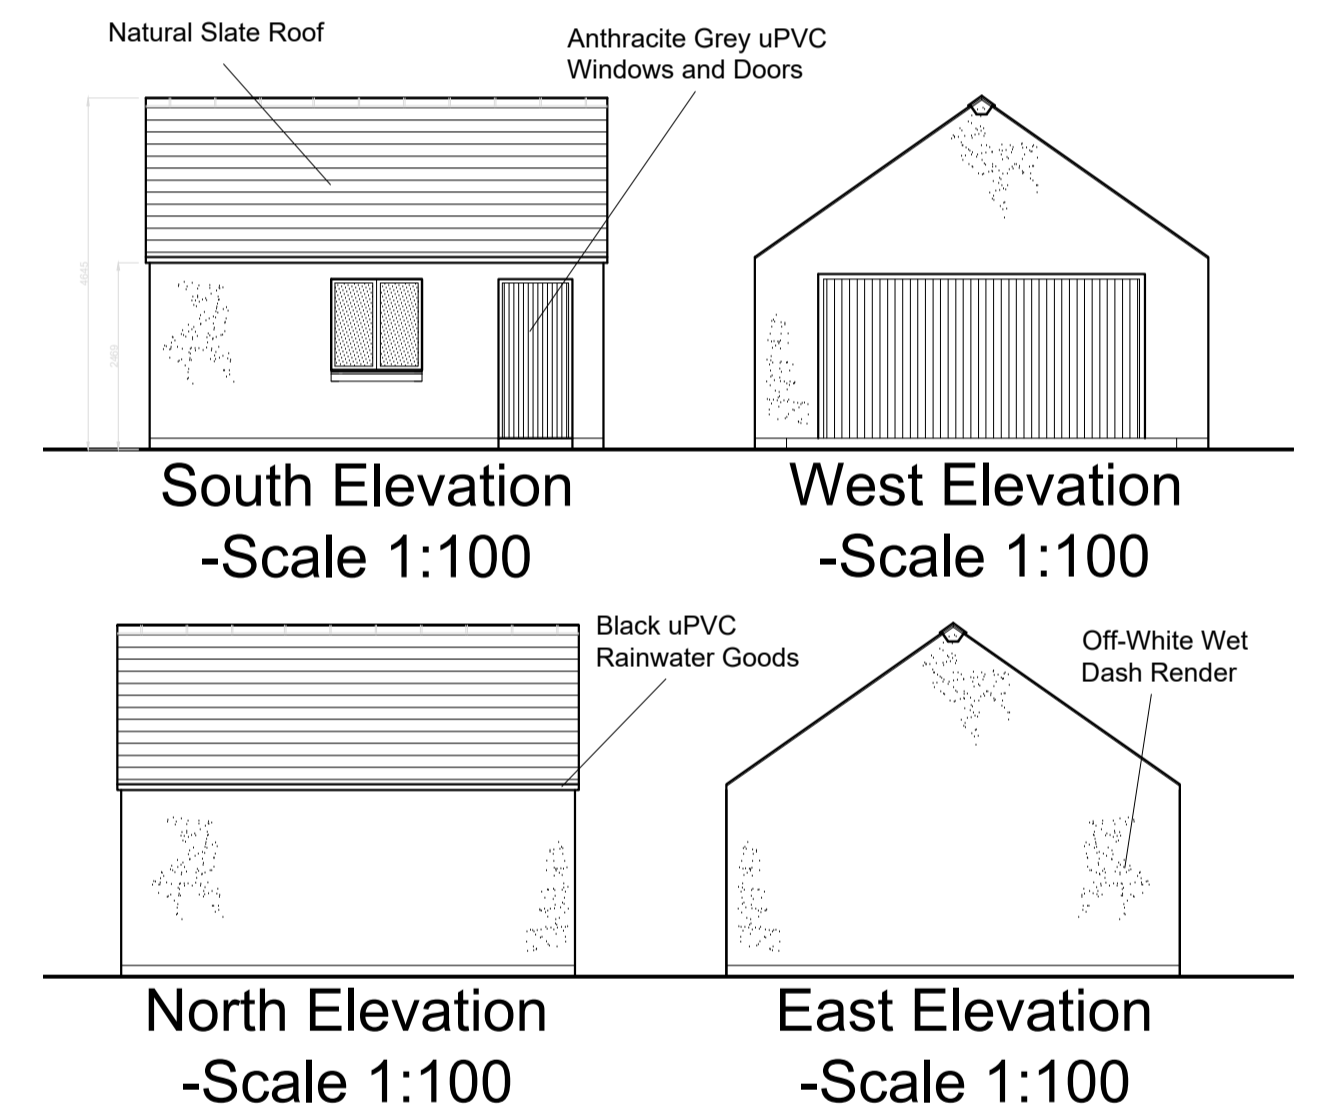 Natural Slate Roof
Anthracite Grey uPVC
Windows and Doors
4645
2469
South Elevation
-Scale 1:100
West Elevation
-Scale 1:100
Black uPVC
Rainwater Goods
Off-White Wet
Dash Render
North Elevation
-Scale 1:100
East Elevation
-Scale 1:100